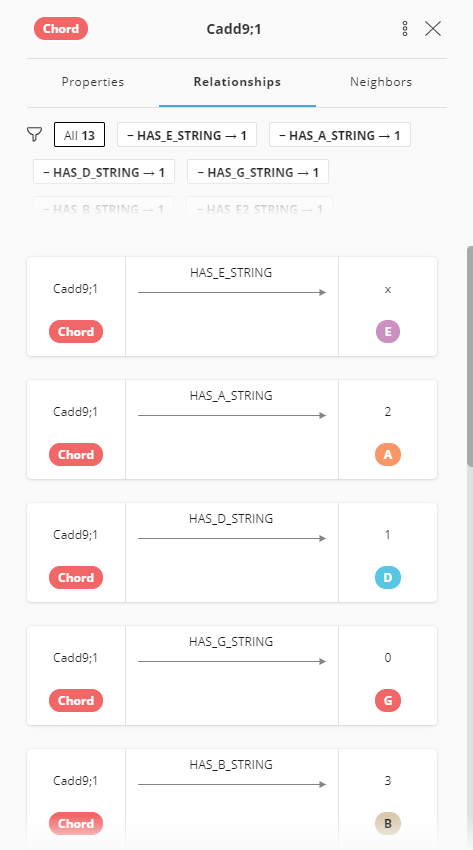 Chord Cadd9;1
Properties Relationships Neighbors
All 13 – HAS_E_STRING → 1 – HAS_A_STRING → 1
– HAS_D_STRING → 1 – HAS_G_STRING → 1
– HAS_B_STRING → 1 – HAS_E2_STRING → 1
HAS_E_STRING
Cadd9;1 x
Chord E
HAS_A_STRING
Cadd9;1 2
Chord A
HAS_D_STRING
Cadd9;1 1
Chord D
HAS_G_STRING
Cadd9;1 0
Chord G
HAS_B_STRING
Cadd9;1 3
Chord B